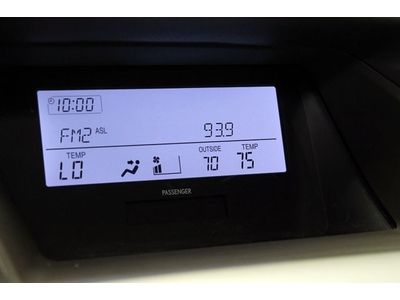 10:00
FM2 ASL 93.9
TEMP OUTSIDE TEMP
LO 70 75
PASSENGER